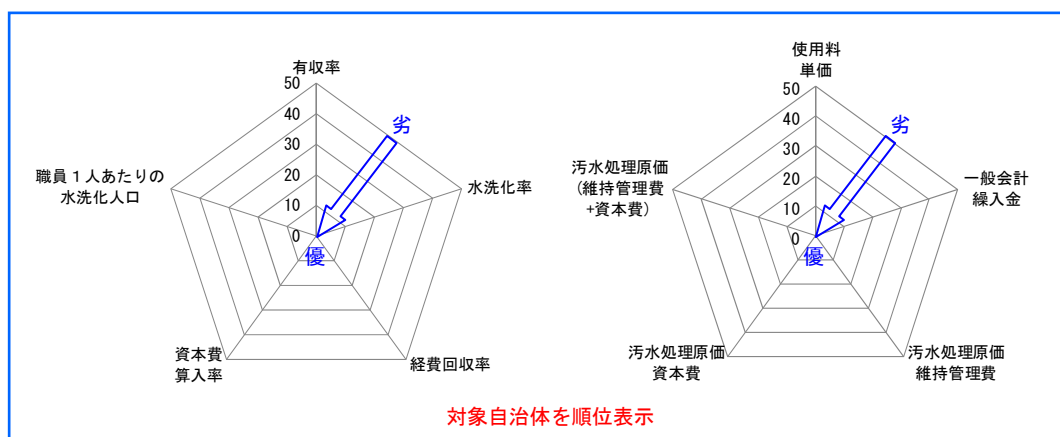 有収率
50
40
30
20
10
0
劣
優
水洗化率
経費回収率
資本費
算入率
職員1人あたりの
水洗化人口
使用料
単価
50
40
30
20
10
0
劣
優
一般会計
繰入金
汚水処理原価
維持管理費
汚水処理原価
資本費
汚水処理原価
(維持管理費
+資本費)
対象自治体を順位表示